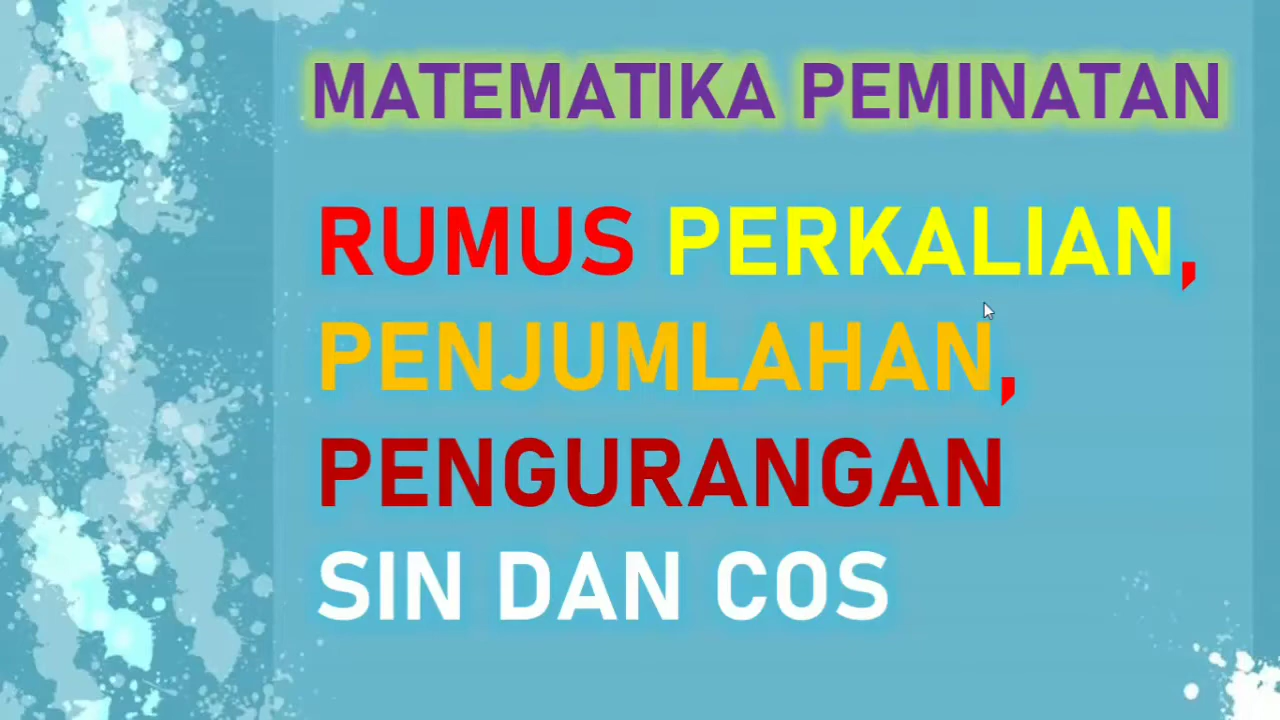 MATEMATIKA PEMINATAN
RUMUS PERKALIAN,
PENJUMLAHAN,
PENGURANGAN
SIN DAN COS